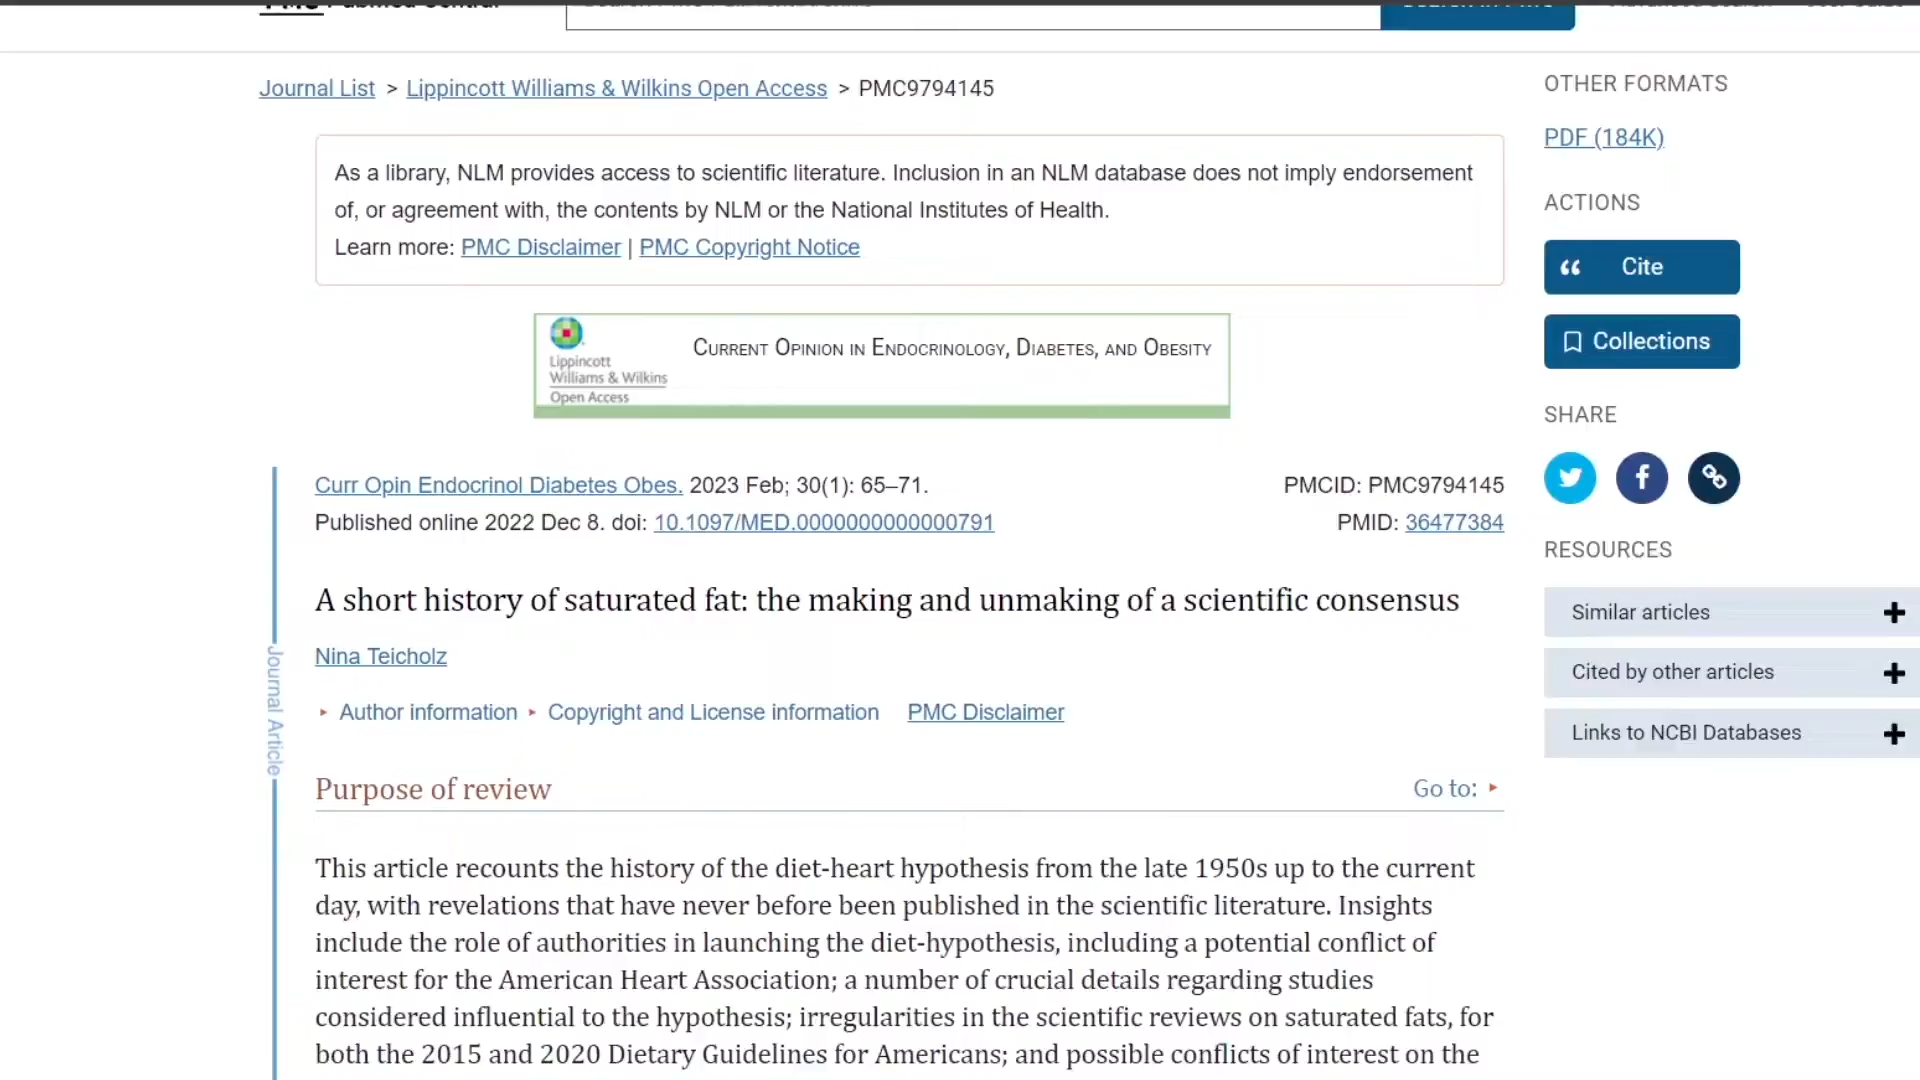 Journal List > Lippincott Williams & Wilkins Open Access > PMC9794145
As a library, NLM provides access to scientific literature. Inclusion in an NLM database does not imply endorsement
of, or agreement with, the contents by NLM or the National Institutes of Health.
Learn more: PMC Disclaimer | PMC Copyright Notice
Lippincott
Williams & Wilkins
Open Access
Current Opinion in Endocrinology, Diabetes, and Obesity
Curr Opin Endocrinol Diabetes Obes. 2023 Feb; 30(1): 65–71.
Published online 2022 Dec 8. doi: 10.1097/MED.0000000000000791
PMCID: PMC9794145
PMID: 36477384
A short history of saturated fat: the making and unmaking of a scientific consensus
Nina Teicholz
Author information
Copyright and License information
PMC Disclaimer
Journal Article
Purpose of review
Go to:
This article recounts the history of the diet-heart hypothesis from the late 1950s up to the current
day, with revelations that have never before been published in the scientific literature. Insights
include the role of authorities in launching the diet-hypothesis, including a potential conflict of
interest for the American Heart Association; a number of crucial details regarding studies
considered influential to the hypothesis; irregularities in the scientific reviews on saturated fats, for
both the 2015 and 2020 Dietary Guidelines for Americans; and possible conflicts of interest on the
OTHER FORMATS
PDF (184K)
ACTIONS
Cite
Collections
SHARE
RESOURCES
Similar articles
Cited by other articles
Links to NCBI Databases